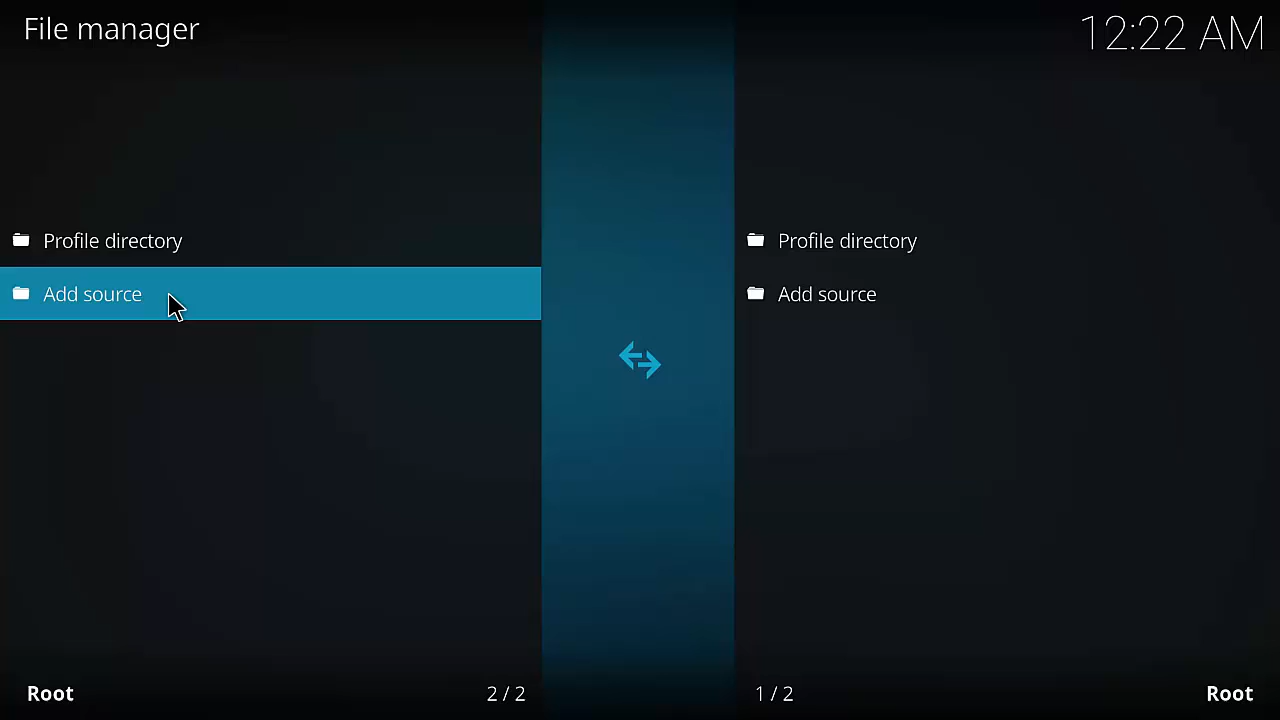 File manager
12:22 AM
Profile directory
Add source
Profile directory
Add source
Root
2 / 2
1 / 2
Root